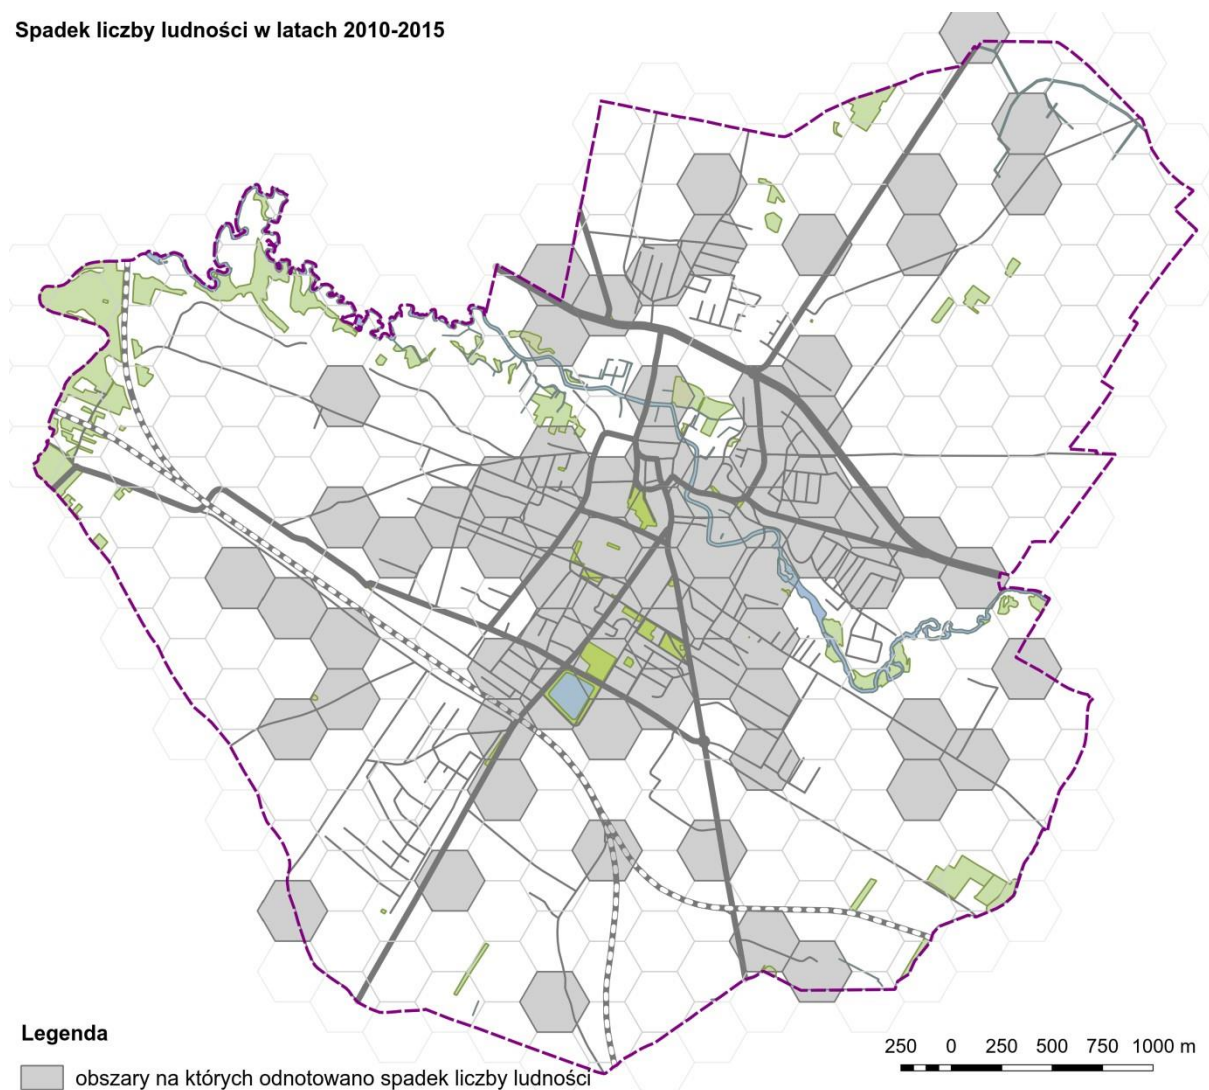 Spadek liczby ludności w latach 2010-2015
Legenda
obszary na których odnotowano spadek liczby ludności
250 0 250 500 750 1000 m